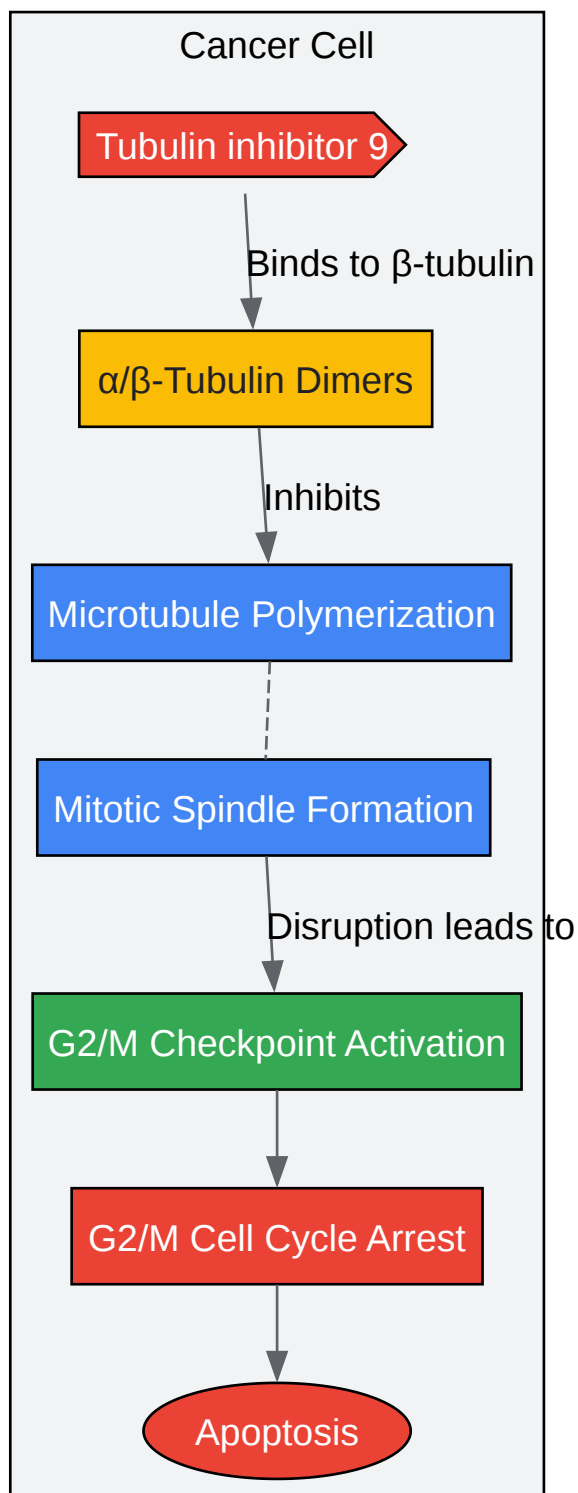 Cancer Cell
Tubulin inhibitor 9
Binds to β-tubulin
α/β-Tubulin Dimers
Inhibits
Microtubule Polymerization
Mitotic Spindle Formation
Disruption leads to
G2/M Checkpoint Activation
G2/M Cell Cycle Arrest
Apoptosis